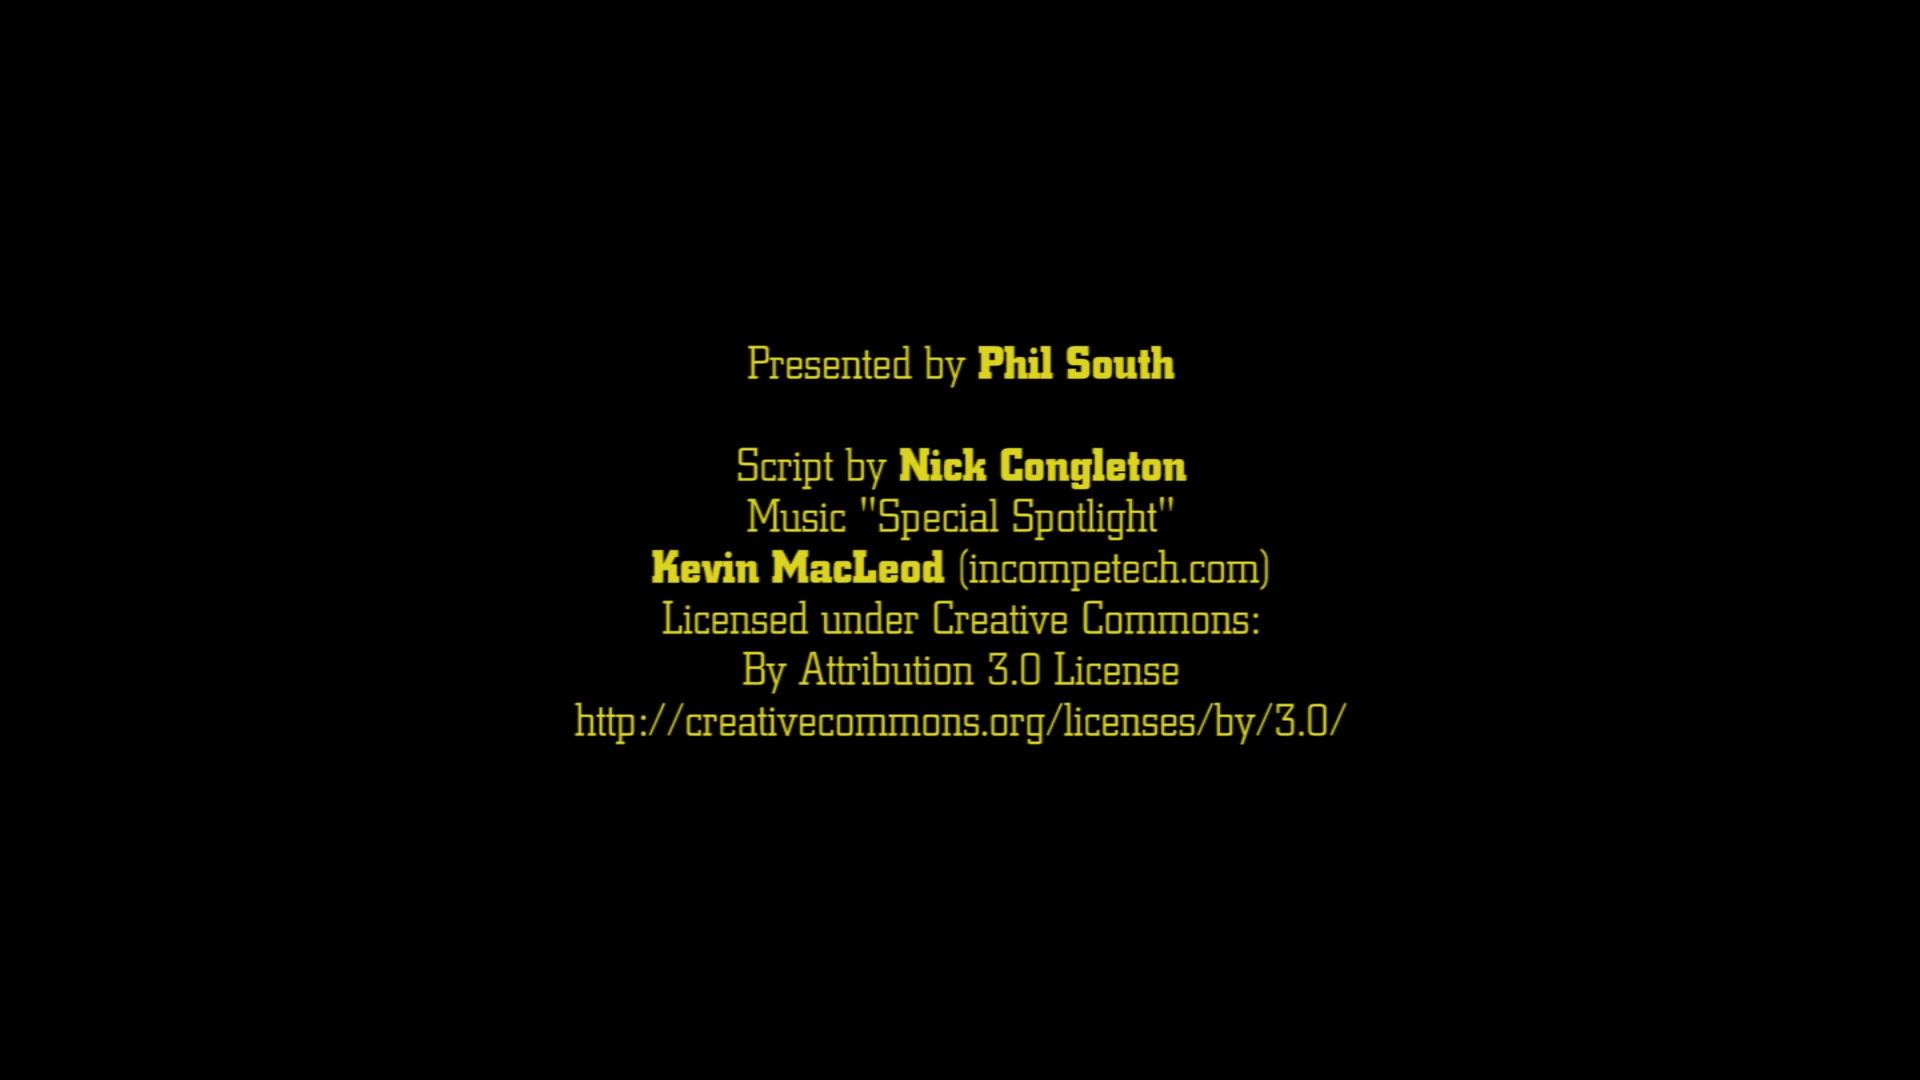 Presented by Phil South
Script by Nick Congleton
Music "Special Spotlight"
Kevin MacLeod (incompetech.com)
Licensed under Creative Commons:
By Attribution 3.0 License
http://creativecommons.org/licenses/by/3.0/